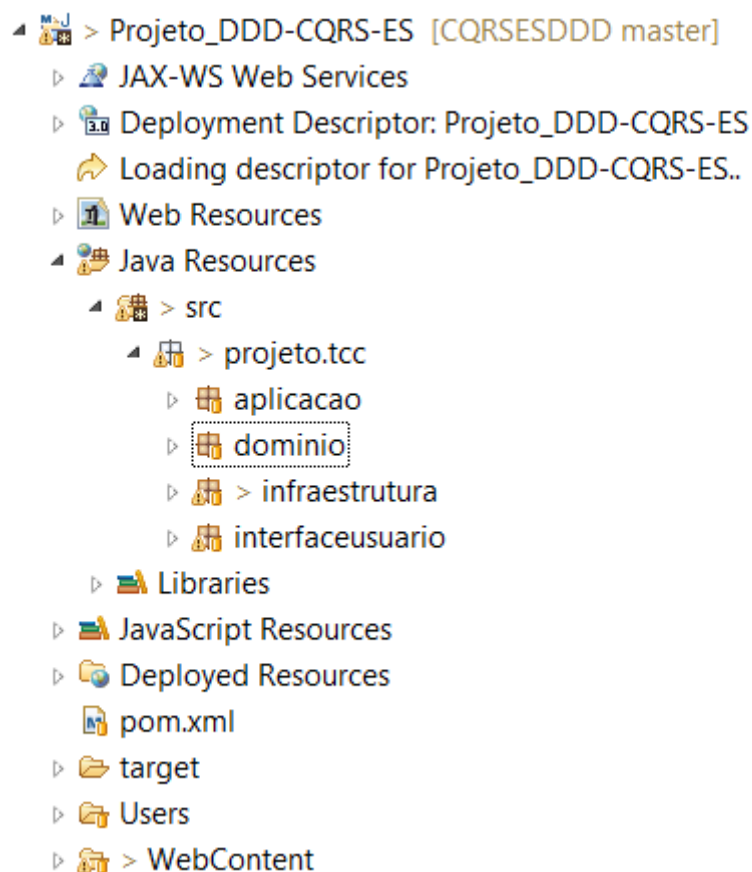 > Projeto_DDD-CQRS-ES [CQRSESDDD master]
JAX-WS Web Services
Deployment Descriptor: Projeto_DDD-CQRS-ES
Loading descriptor for Projeto_DDD-CQRS-ES..
Web Resources
Java Resources
> src
> projeto.tcc
aplicacao
dominio
> infraestrutura
interfaceusuario
Libraries
JavaScript Resources
Deployed Resources
pom.xml
target
Users
> WebContent